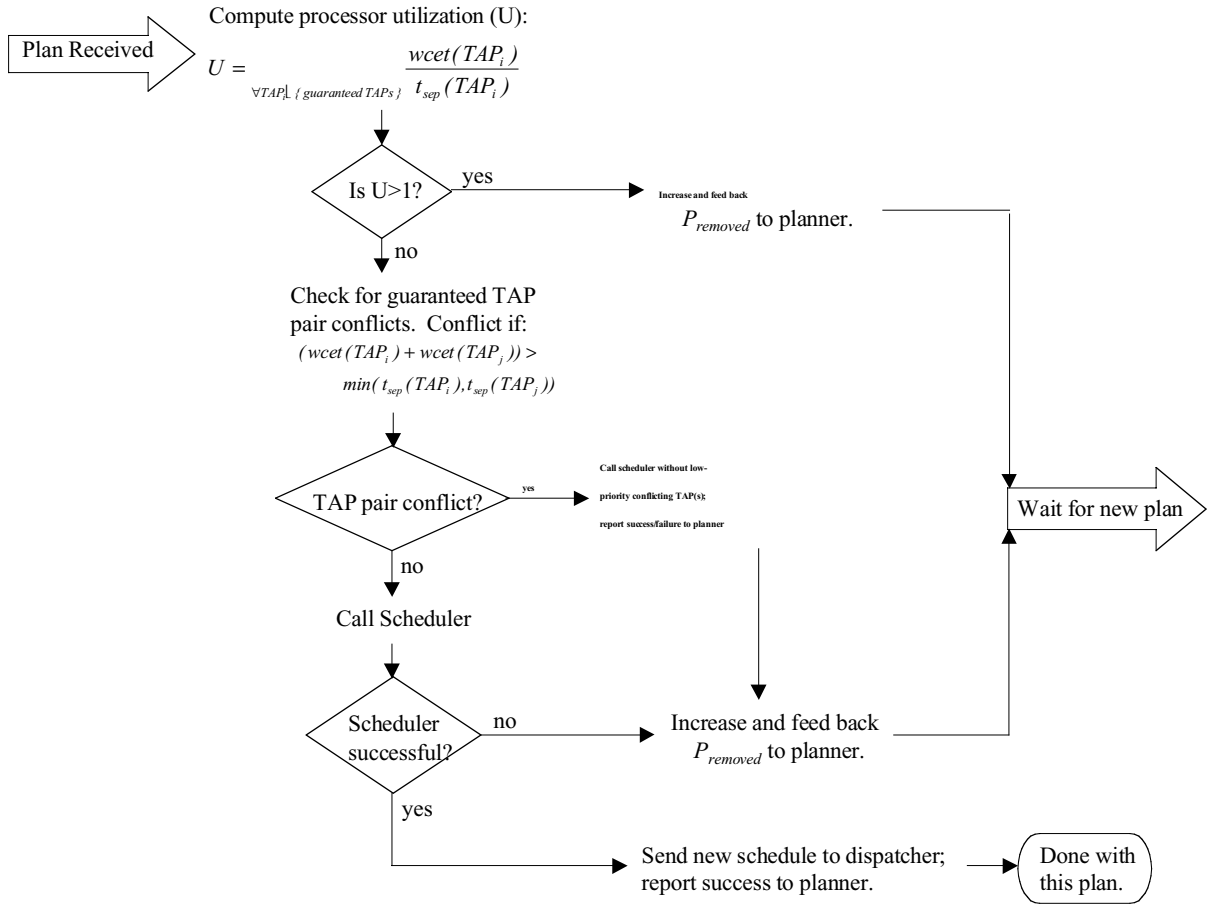 Compute processor utilization (U):
Plan Received
U = wcet(TAP_i) / t_sep(TAP_i)
∀TAP_i⊥ { guaranteed TAPs }
Is U>1?
yes
Increase and feed back
P_removed to planner.
no
Check for guaranteed TAP
pair conflicts. Conflict if:
(wcet(TAP_i) + wcet(TAP_j)) >
min( t_sep(TAP_i),t_sep(TAP_j))
TAP pair conflict?
yes
Call scheduler without low-
priority conflicting TAP(s);
report success/failure to planner
Wait for new plan
no
Call Scheduler
Scheduler
successful?
no
Increase and feed back
P_removed to planner.
yes
Send new schedule to dispatcher;
report success to planner.
Done with
this plan.